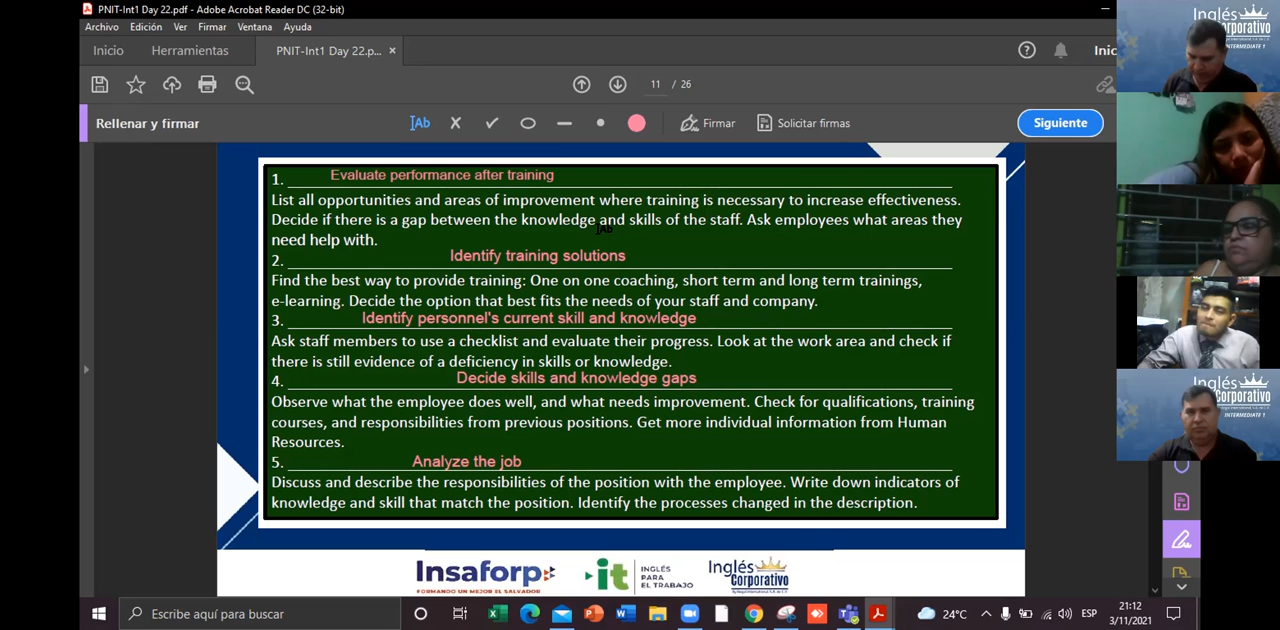 PNIT-Int1 Day 22.pdf - Adobe Acrobat Reader DC (32-bit)
Archivo Edición Ver Firmar Ventana Ayuda
Inicio Herramientas PNIT-Int1 Day 22.p... × Inic
11 / 26
Rellenar y firmar Firmar Solicitar firmas Siguiente
1. Evaluate performance after training
List all opportunities and areas of improvement where training is necessary to increase effectiveness.
Decide if there is a gap between the knowledge and skills of the staff. Ask employees what areas they
need help with.
2. Identify training solutions
Find the best way to provide training: One on one coaching, short term and long term trainings,
e-learning. Decide the option that best fits the needs of your staff and company.
3. Identify personnel's current skill and knowledge
Ask staff members to use a checklist and evaluate their progress. Look at the work area and check if
there is still evidence of a deficiency in skills or knowledge.
4. Decide skills and knowledge gaps
Observe what the employee does well, and what needs improvement. Check for qualifications, training
courses, and responsibilities from previous positions. Get more individual information from Human
Resources.
5. Analyze the job
Discuss and describe the responsibilities of the position with the employee. Write down indicators of
knowledge and skill that match the position. Identify the processes changed in the description.
Insaforp
FORMANDO UN MEJOR EL SALVADOR
it
INGLÉS
PARA
EL TRABAJO
Inglés
Corporativo
Inglés
Corporativo
INTERMEDIATE 1
Inglés
Corporativo
INTERMEDIATE 1
Escribe aquí para buscar
24°C
ESP
21:12
3/11/2021